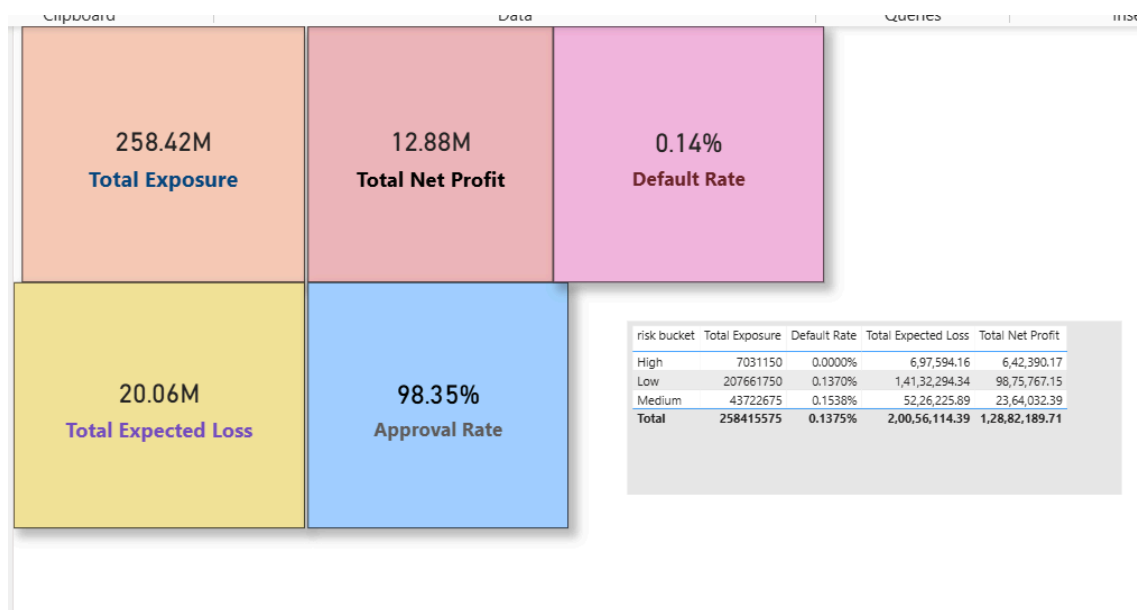 Clipboard Data Queries
258.42M
Total Exposure
12.88M
Total Net Profit
0.14%
Default Rate
20.06M
Total Expected Loss
98.35%
Approval Rate
risk bucket Total Exposure Default Rate Total Expected Loss Total Net Profit
High 7031150 0.0000% 6,97,594.16 6,42,390.17
Low 207661750 0.1370% 1,41,32,294.34 98,75,767.15
Medium 43722675 0.1538% 52,26,225.89 23,64,032.39
Total 258415575 0.1375% 2,00,56,114.39 1,28,82,189.71